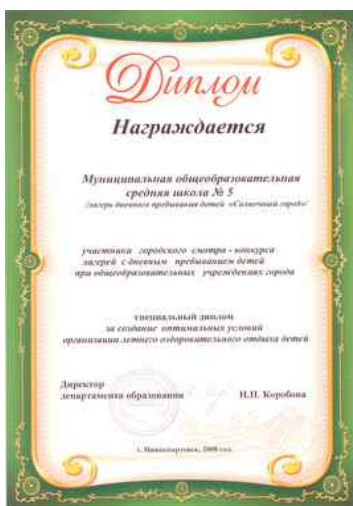 Диплом
Награждается
Муниципальная общеобразовательная
средняя школа № 5
/лагерь дневного пребывания детей «Солнечный город»/
участники городского смотра - конкурса
лагерей с дневным пребыванием детей
при общеобразовательных учреждениях города
специальный диплом
за создание оптимальных условий
организации летнего оздоровительного отдыха детей
Директор
департамента образования Н.П. Коробова
г. Нижневартовск, 2008 год